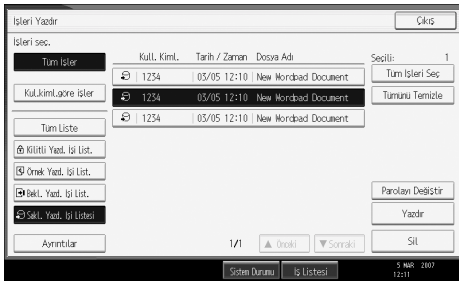 İşleri Yazdır
Çıkış
İşleri seç.
Tüm İşler
Kull. Kiml. Tarih / Zaman Dosya Adı
Seçili: 1
1234 03/05 12:10 New Wordpad Document
Tüm İşleri Seç
Kul.kiml.göre işler
1234 03/05 12:10 New Wordpad Document
Tümünü Temizle
1234 03/05 12:10 New Wordpad Document
Tüm Liste
Kilitli Yazd. İşi List.
Örnek Yazd. İşi List.
Bekl. Yazd. İşi List.
Parolayı Değiştir
Sakl. Yazd. İşi Listesi
Yazdır
Ayrıntılar
1/1
Önceki
Sonraki
Sil
Sistem Durumu
İş Listesi
5 MAR 2007
12:11